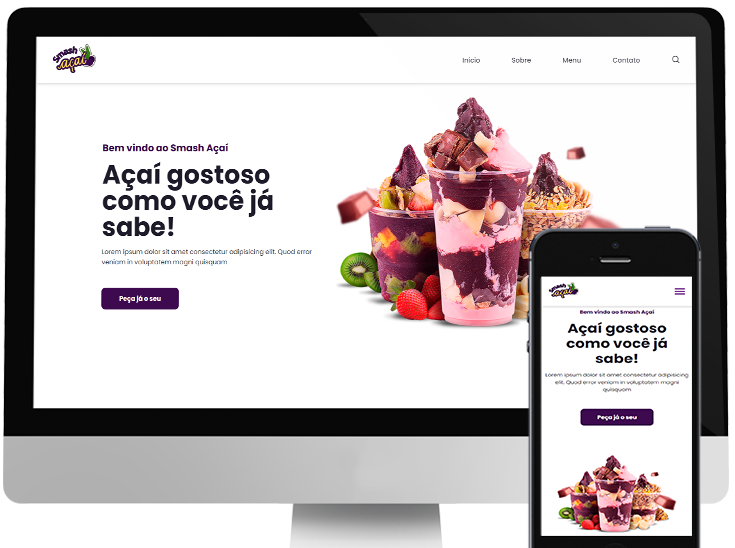 Smash
açaí
Início
Sobre
Menu
Contato
Bem vindo ao Smash Açaí
Açaí gostoso
como você já
sabe!
Lorem ipsum dolor sit amet consectetur adipisicing elit. Quod error
veniam in voluptatem magni quisquam
Peça já o seu
Smash
açaí
Bem vindo ao Smash Açaí
Açaí gostoso
como você já
sabe!
Lorem ipsum dolor sit amet consectetur adipisicing
elit. Quod error veniam in voluptatem magni
quisquam
Peça já o seu